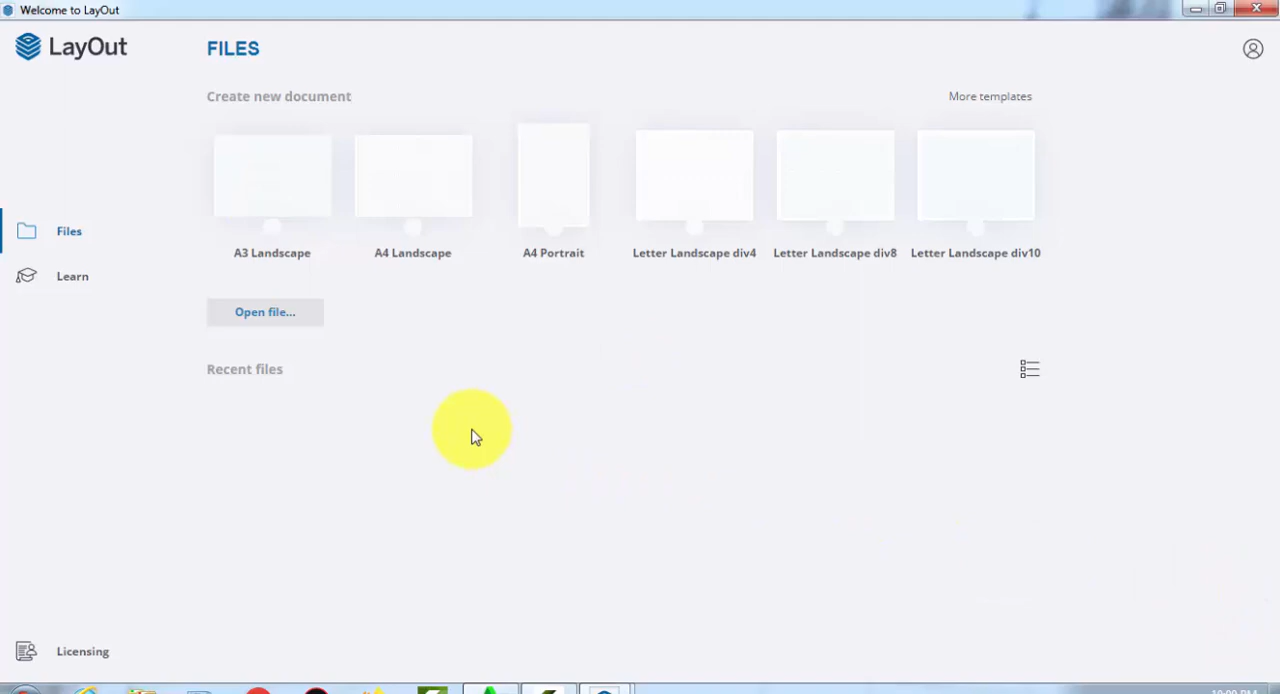 Welcome to LayOut
LayOut
FILES
Create new document
More templates
A3 Landscape
A4 Landscape
A4 Portrait
Letter Landscape div4
Letter Landscape div8
Letter Landscape div10
Files
Learn
Open file...
Recent files
Licensing